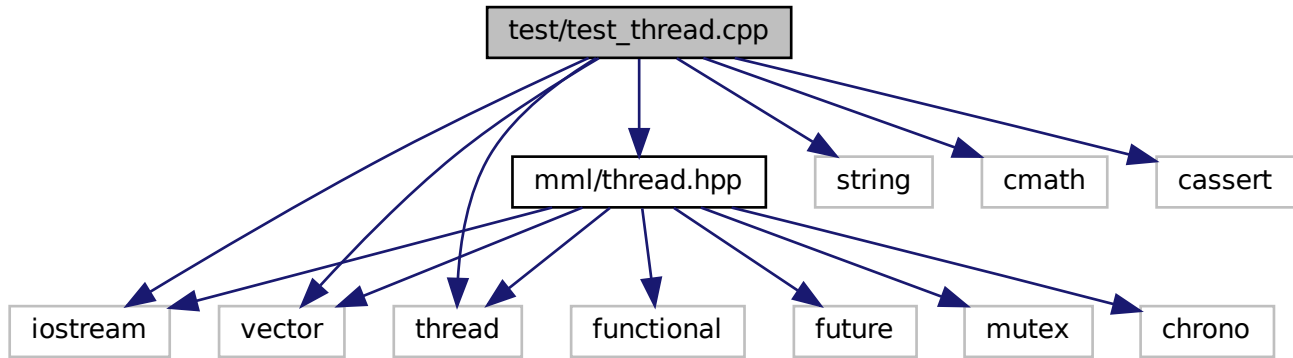 test/test_thread.cpp
mml/thread.hpp
string
cmath
cassert
iostream
vector
thread
functional
future
mutex
chrono